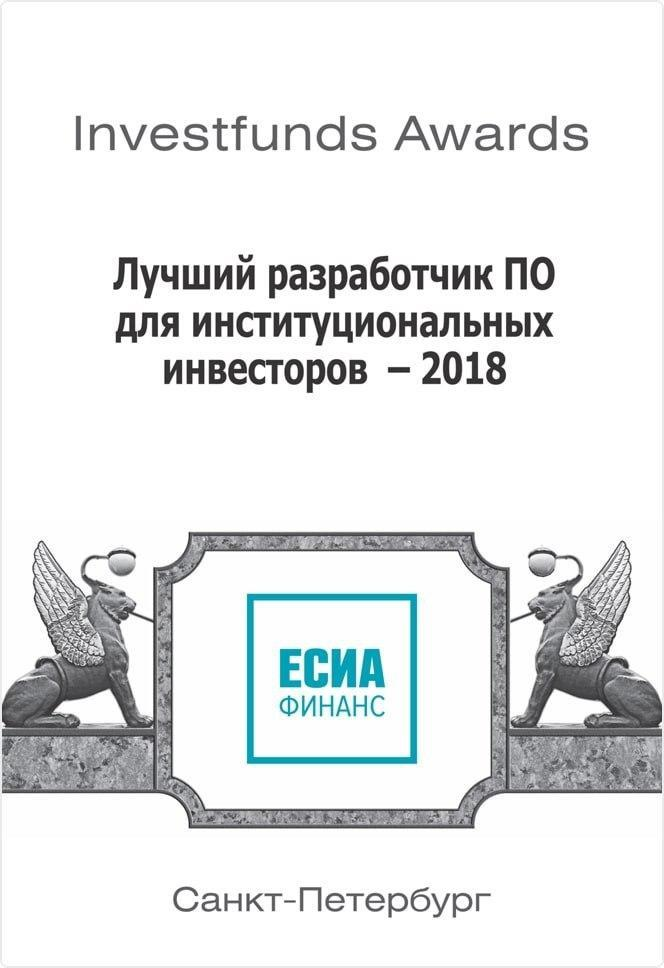 Investfunds Awards
Лучший разработчик ПО
для институциональных
инвесторов – 2018
ЕСИА
ФИНАНС
Санкт-Петербург